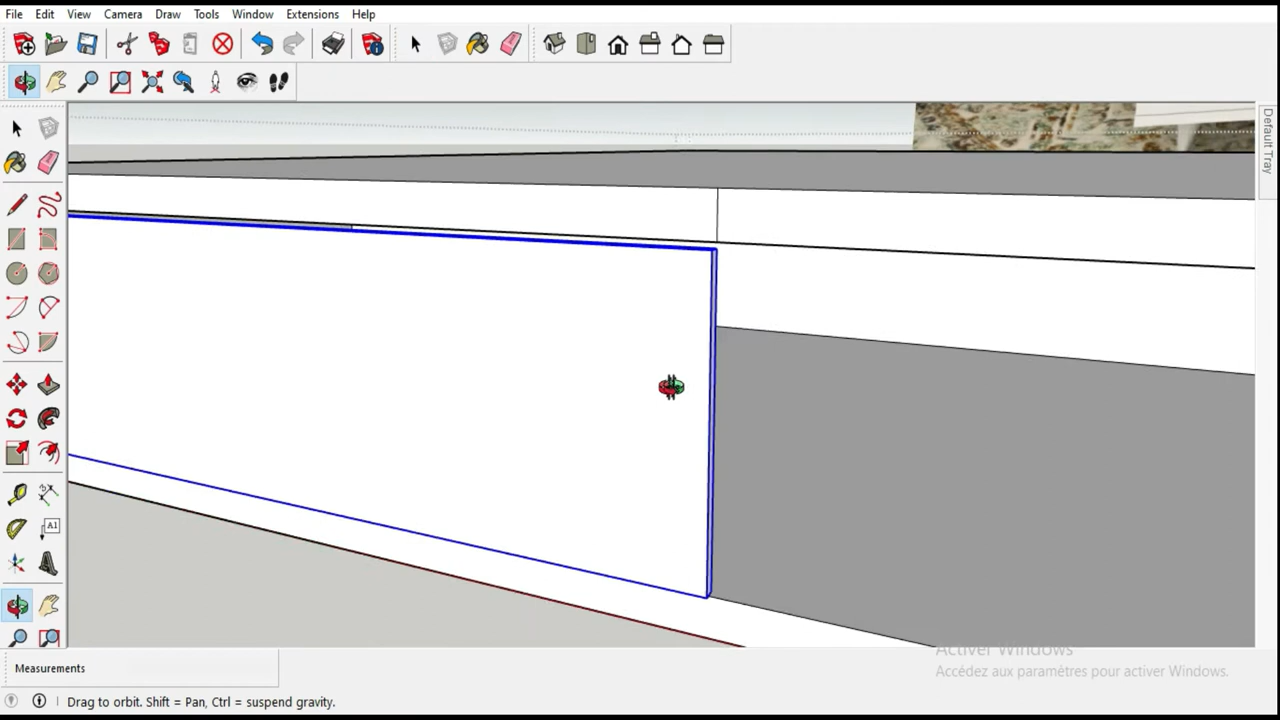 File Edit View Camera Draw Tools Window Extensions Help
Default Tray
A1
Activer Windows
Accédez aux paramètres pour activer Windows.
Measurements
Drag to orbit. Shift = Pan, Ctrl = suspend gravity.